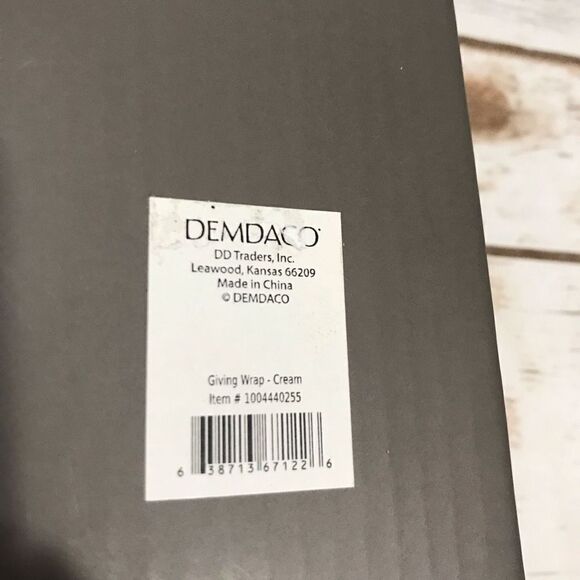 DEMDACO
DD Traders, Inc.
Leawood, Kansas 66209
Made in China
© DEMDACO
Giving Wrap - Cream
Item # 1004440255
6 38713 67122 6